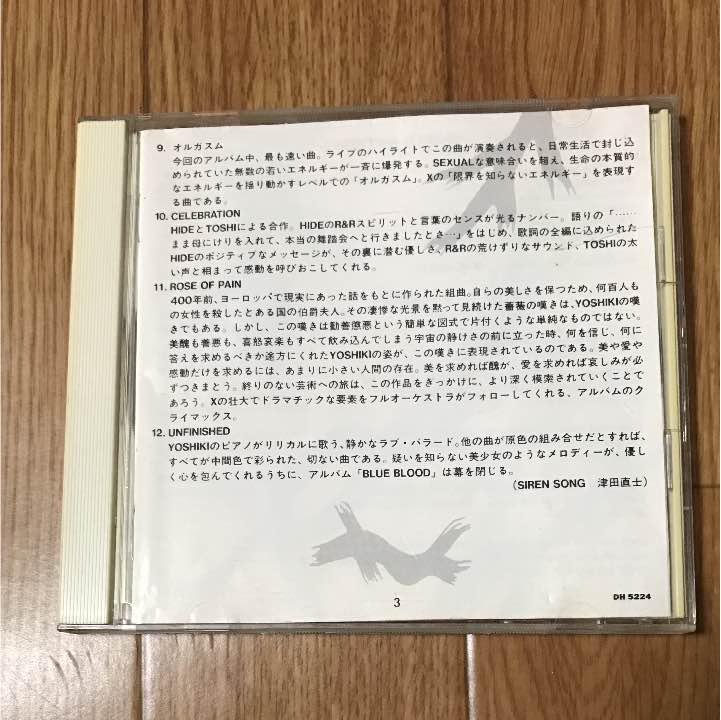 9. オルガスム
今回のアルバム中、最も速い曲。ライブのハイライトでこの曲が演奏されると、日常生活で封じ込
められていた無数の若いエネルギーが一斉に爆発する。SEXUALな意味合いを超え、生命の本質的
なエネルギーを揺り動かすレベルでの「オルガスム」。Xの「限界を知らないエネルギー」を表現す
る曲である。
10. CELEBRATION
HIDEとTOSHIによる合作。HIDEのR&Rスピリットと言葉のセンスが光るナンバー。語りの「……
まま母にけりを入れて、本当の舞踏会へと行きましたとさ…」をはじめ、歌詞の全編に込められた
HIDEのポジティブなメッセージが、その裏に潜む優しさ、R&Rの荒けずりなサウンド、TOSHIの太
い声と相まって感動を呼びおこしてくれる。
11. ROSE OF PAIN
400年前、ヨーロッパで現実にあった話をもとに作られた組曲。自らの美しさを保つため、何百人も
の女性を殺したとある国の伯爵夫人。その凄惨な光景を黙って見続けた薔薇の嘆きは、YOSHIKIの嘆
きでもある。しかし、この嘆きは勧善懲悪という簡単な図式で片付くような単純なものではない。
美醜も善悪も、喜怒哀楽もすべて飲み込んでしまう宇宙の静けさの前に立った時、何を信じ、何に
答えを求めるべきか途方にくれたYOSHIKIの姿が、この嘆きに表現されているのである。美や愛や
感動だけを求めるには、あまりに小さい人間の存在。美を求めれば醜が、愛を求めれば哀しみが必
ずつきまとう。終りのない芸術への旅は、この作品をきっかけに、より深く模索されていくことで
あろう。Xの壮大でドラマチックな要素をフルオーケストラがフォローしてくれる、アルバムのク
ライマックス。
12. UNFINISHED
YOSHIKIのピアノがリリカルに歌う、静かなラブ・バラード。他の曲が原色の組み合せだとすれば、
すべてが中間色で彩られた、切ない曲である。疑いを知らない美少女のようなメロディーが、優し
く心を包んでくれるうちに、アルバム「BLUE BLOOD」は幕を閉じる。
(SIREN SONG 津田直士)
3
DH 5224